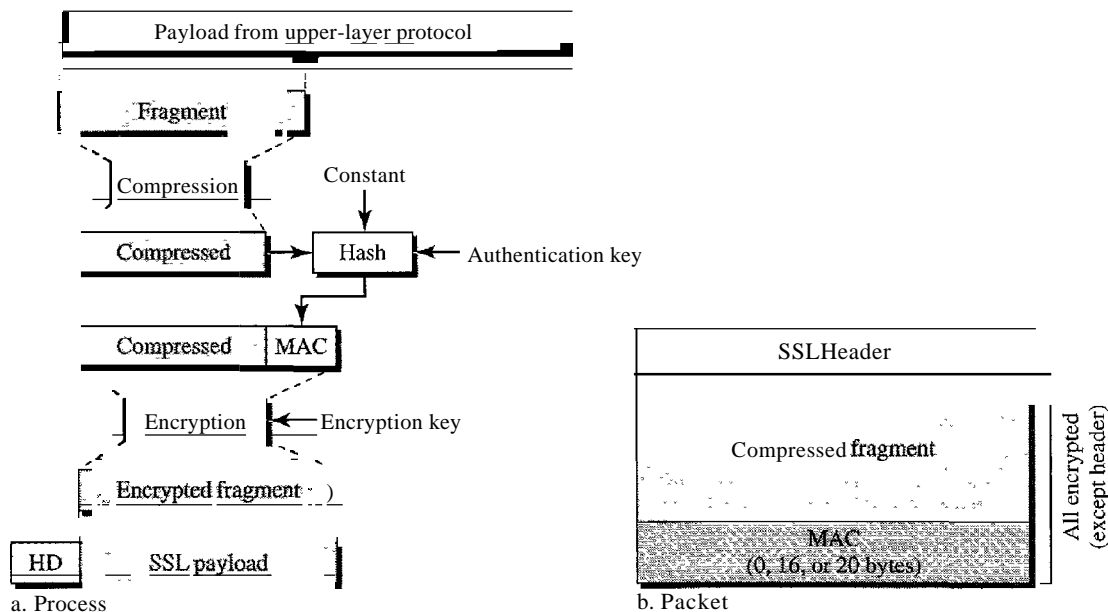 Payload from upper-layer protocol
Fragment
Compression
Constant
Compressed
Hash
Authentication key
Compressed
MAC
Encryption
Encryption key
Encrypted fragment )
HD
SSL payload
a. Process
SSLHeader
Compressed fragment
MAC
(0, 16, or 20 bytes)
All encrypted
(except header)
b. Packet